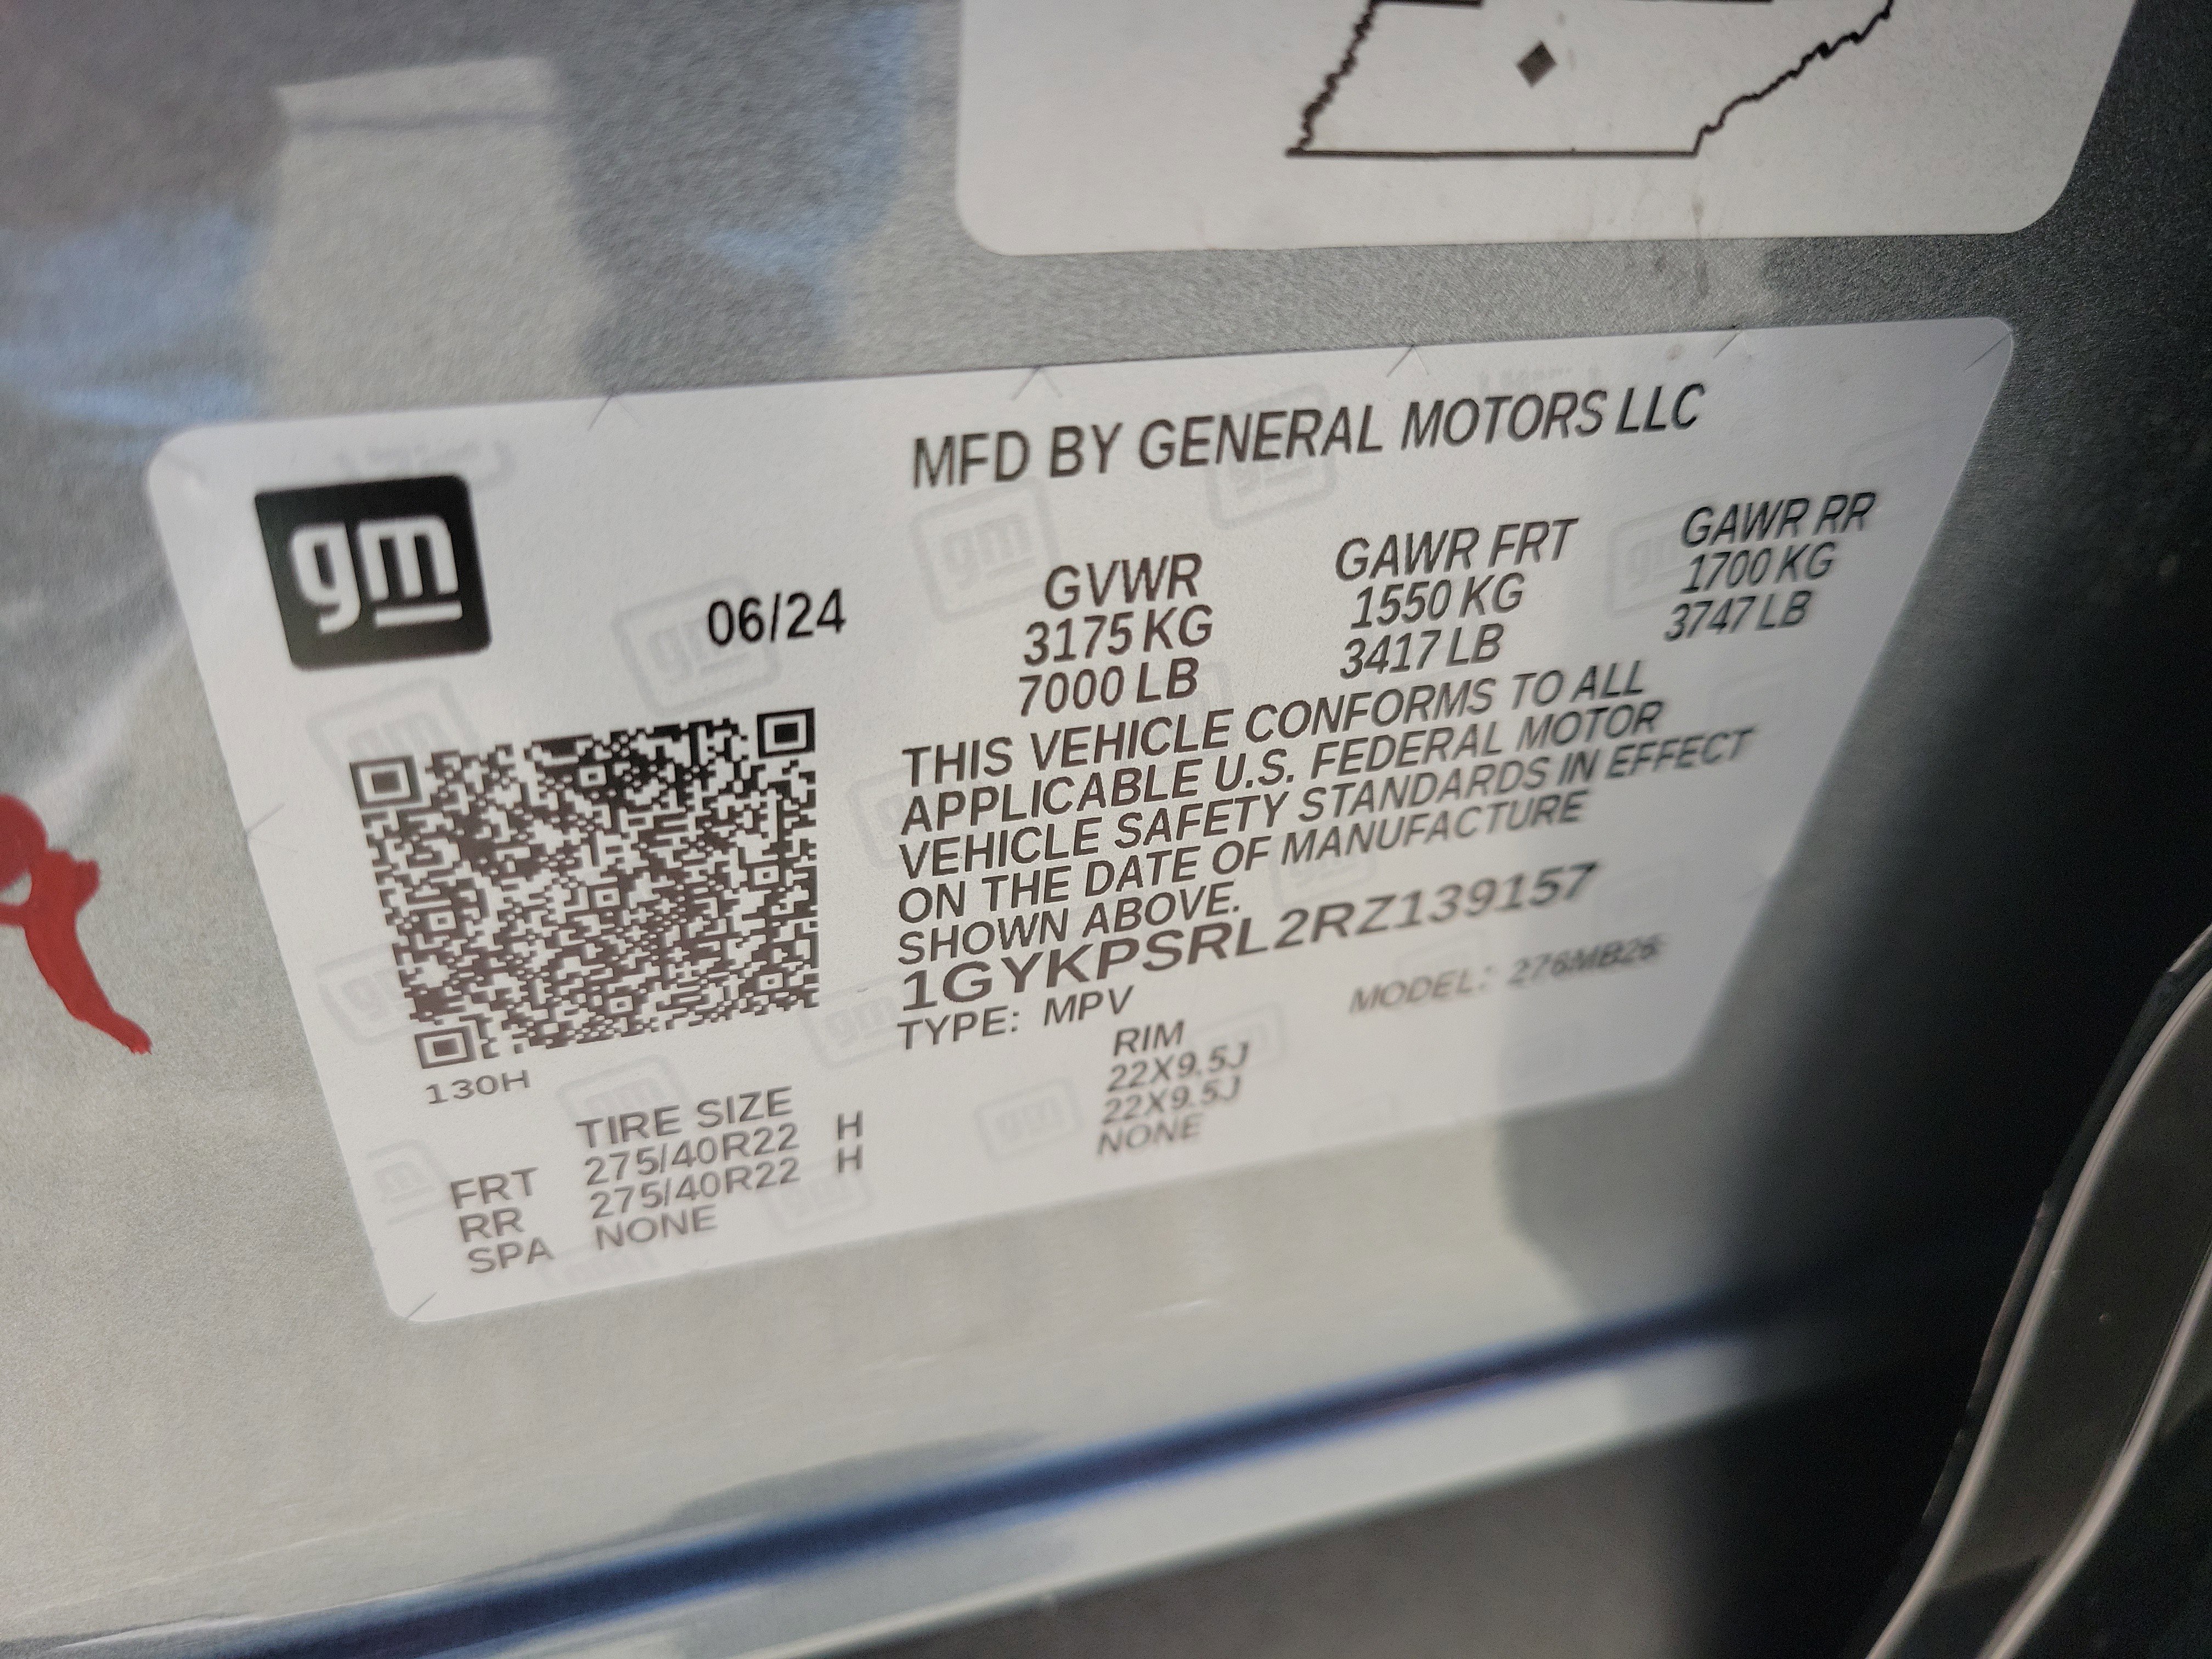 MFD BY GENERAL MOTORS LLC
gm
06/24
GVWR GAWR FRT GAWR RR
3175 KG 1550 KG 1700 KG
7000 LB 3417 LB 3747 LB
THIS VEHICLE CONFORMS TO ALL
APPLICABLE U.S. FEDERAL MOTOR
VEHICLE SAFETY STANDARDS IN EFFECT
ON THE DATE OF MANUFACTURE
SHOWN ABOVE.
1GYKPSRL2RZ139157
TYPE: MPV MODEL: 276MB26
130H
TIRE SIZE RIM
FRT 275/40R22 H 22X9.5J
RR 275/40R22 H 22X9.5J
SPA NONE NONE